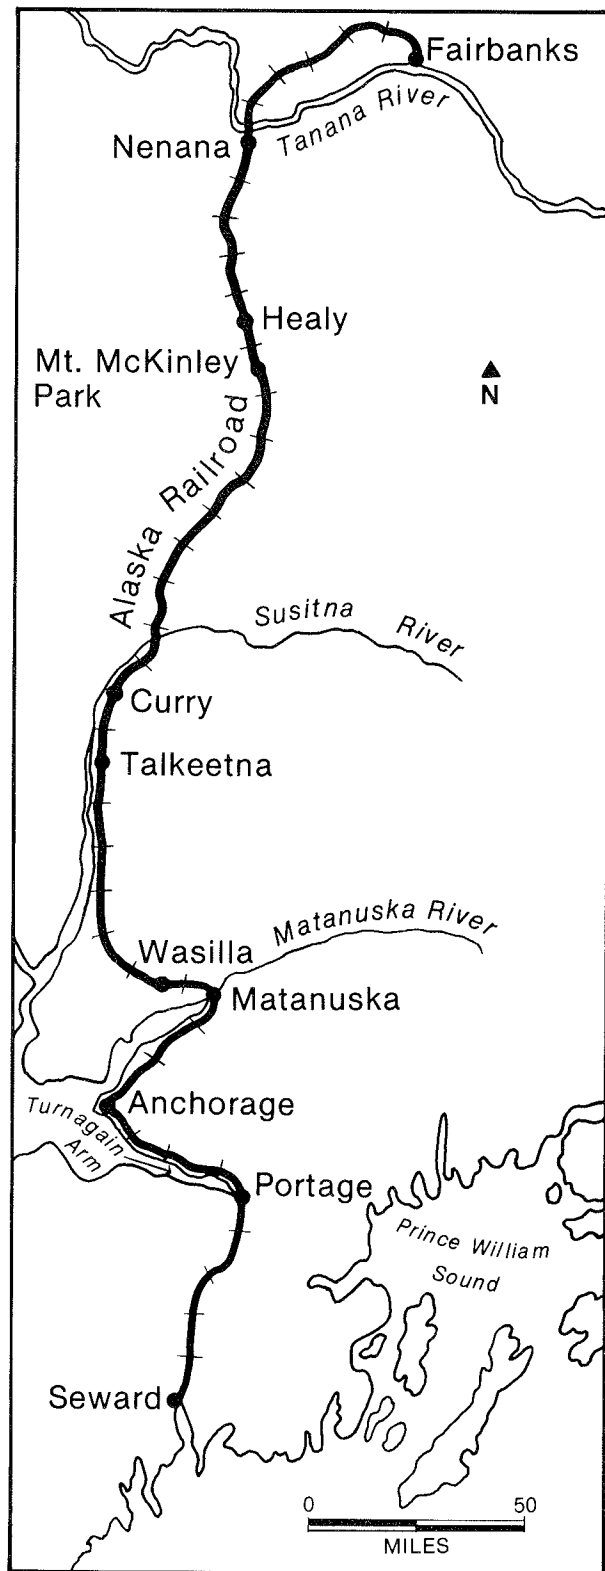 Fairbanks
Tanana River
Nenana
Healy
Mt. McKinley
Park
N
Alaska Railroad
Susitna River
Curry
Talkeetna
Matanuska River
Wasilla
Matanuska
Anchorage
Turnagain
Arm
Portage
Prince William
Sound
Seward
0 50
MILES